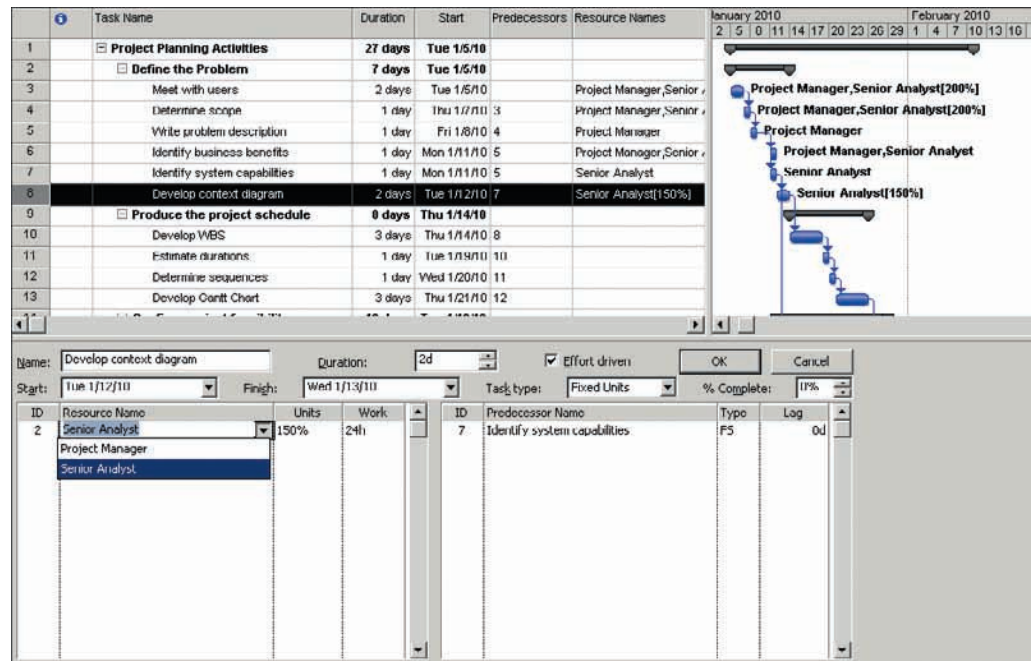 Task Name Duration Start Predecessors Resource Names January 2010 February 2010
2 5 8 11 14 17 20 23 26 29 1 4 7 10 13 16
1 Project Planning Activities 27 days Tue 1/5/10
2 Define the Problem 7 days Tue 1/5/10
3 Meet with users 2 days Tue 1/5/10 Project Manager,Senior Project Manager,Senior Analyst[200%]
4 Determine scope 1 day Thu 1/7/10 3 Project Manager,Senior Project Manager,Senior Analyst[200%]
5 Write problem description 1 day Fri 1/8/10 4 Project Manager Project Manager
6 Identify business benefits 1 day Mon 1/11/10 5 Project Manager,Senior Project Manager,Senior Analyst
7 Identify system capabilities 1 day Mon 1/11/10 5 Senior Analyst Senior Analyst
8 Develop context diagram 2 days Tue 1/12/10 7 Senior Analyst[150%] Senior Analyst[150%]
9 Produce the project schedule 8 days Thu 1/14/10
10 Develop WBS 3 days Thu 1/14/10 8
11 Estimate durations 1 day Tue 1/19/10 10
12 Determine sequences 1 day Wed 1/20/10 11
13 Develop Gantt Chart 3 days Thu 1/21/10 12
Name: Develop context diagram Duration: 2d Effort driven OK Cancel
Start: Tue 1/12/10 Finish: Wed 1/13/10 Task type: Fixed Units % Complete: 0%
ID Resource Name Units Work ID Predecessor Name Type Lag
2 Senior Analyst 150% 24h 7 Identify system capabilities FS 0d
Project Manager
Senior Analyst